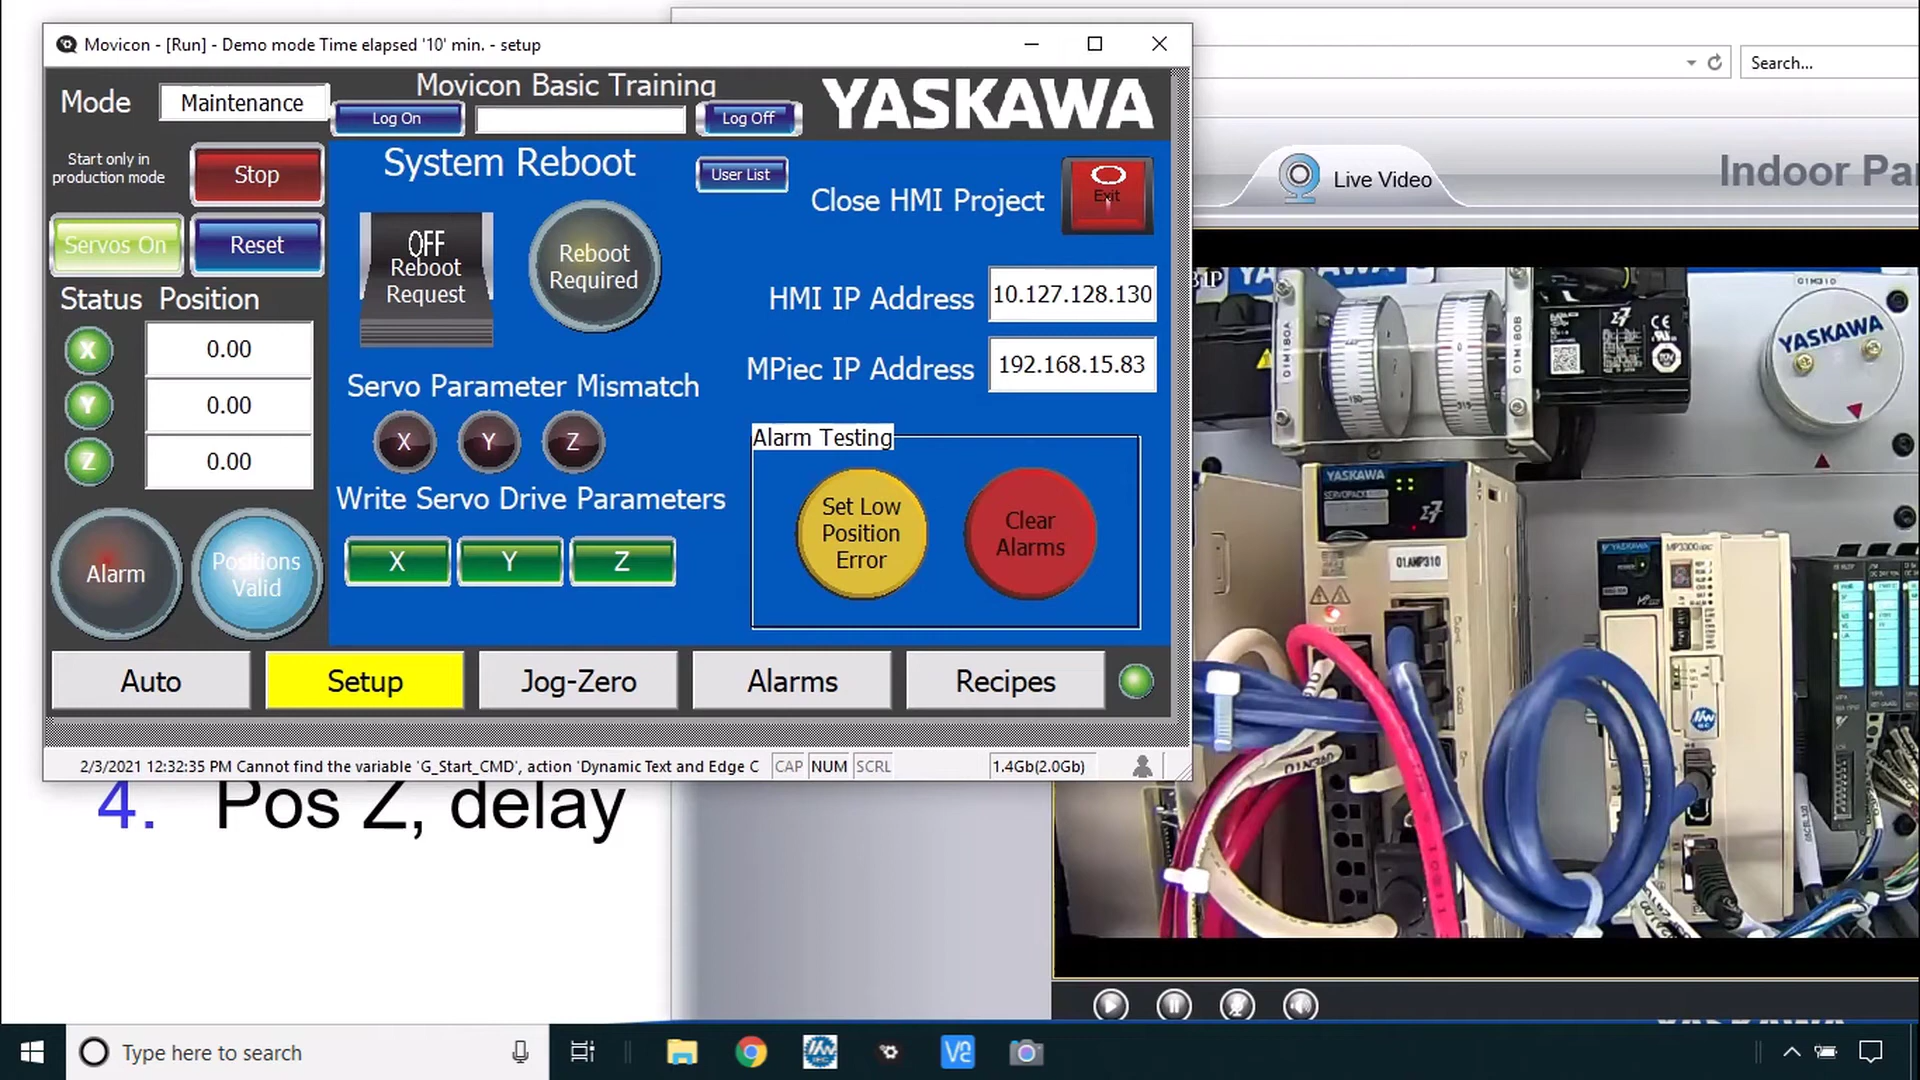 Movicon - [Run] - Demo mode Time elapsed '10' min. - setup
Search...
Mode
Maintenance
Movicon Basic Training
Log On
Log Off
YASKAWA
Start only in
production mode
Stop
System Reboot
User List
Close HMI Project
Exit
Live Video
Indoor Pa
Servos On
Reset
OFF
Reboot
Request
Reboot
Required
Status Position
HMI IP Address
10.127.128.130
X
0.00
MPiec IP Address
192.168.15.83
Servo Parameter Mismatch
Y
0.00
X
Y
Z
Z
0.00
Alarm Testing
Write Servo Drive Parameters
Set Low
Position
Error
Clear
Alarms
Alarm
Positions
Valid
X
Y
Z
Auto
Setup
Jog-Zero
Alarms
Recipes
2/3/2021 12:32:35 PM Cannot find the variable 'G_Start_CMD', action 'Dynamic Text and Edge C
CAP
NUM
SCRL
1.4Gb(2.0Gb)
4. Pos Z, delay
YASKAWA
YASKAWA
SERVOPACK
Σ7
01AMP310
YASKAWA
MP3300iec
Type here to search